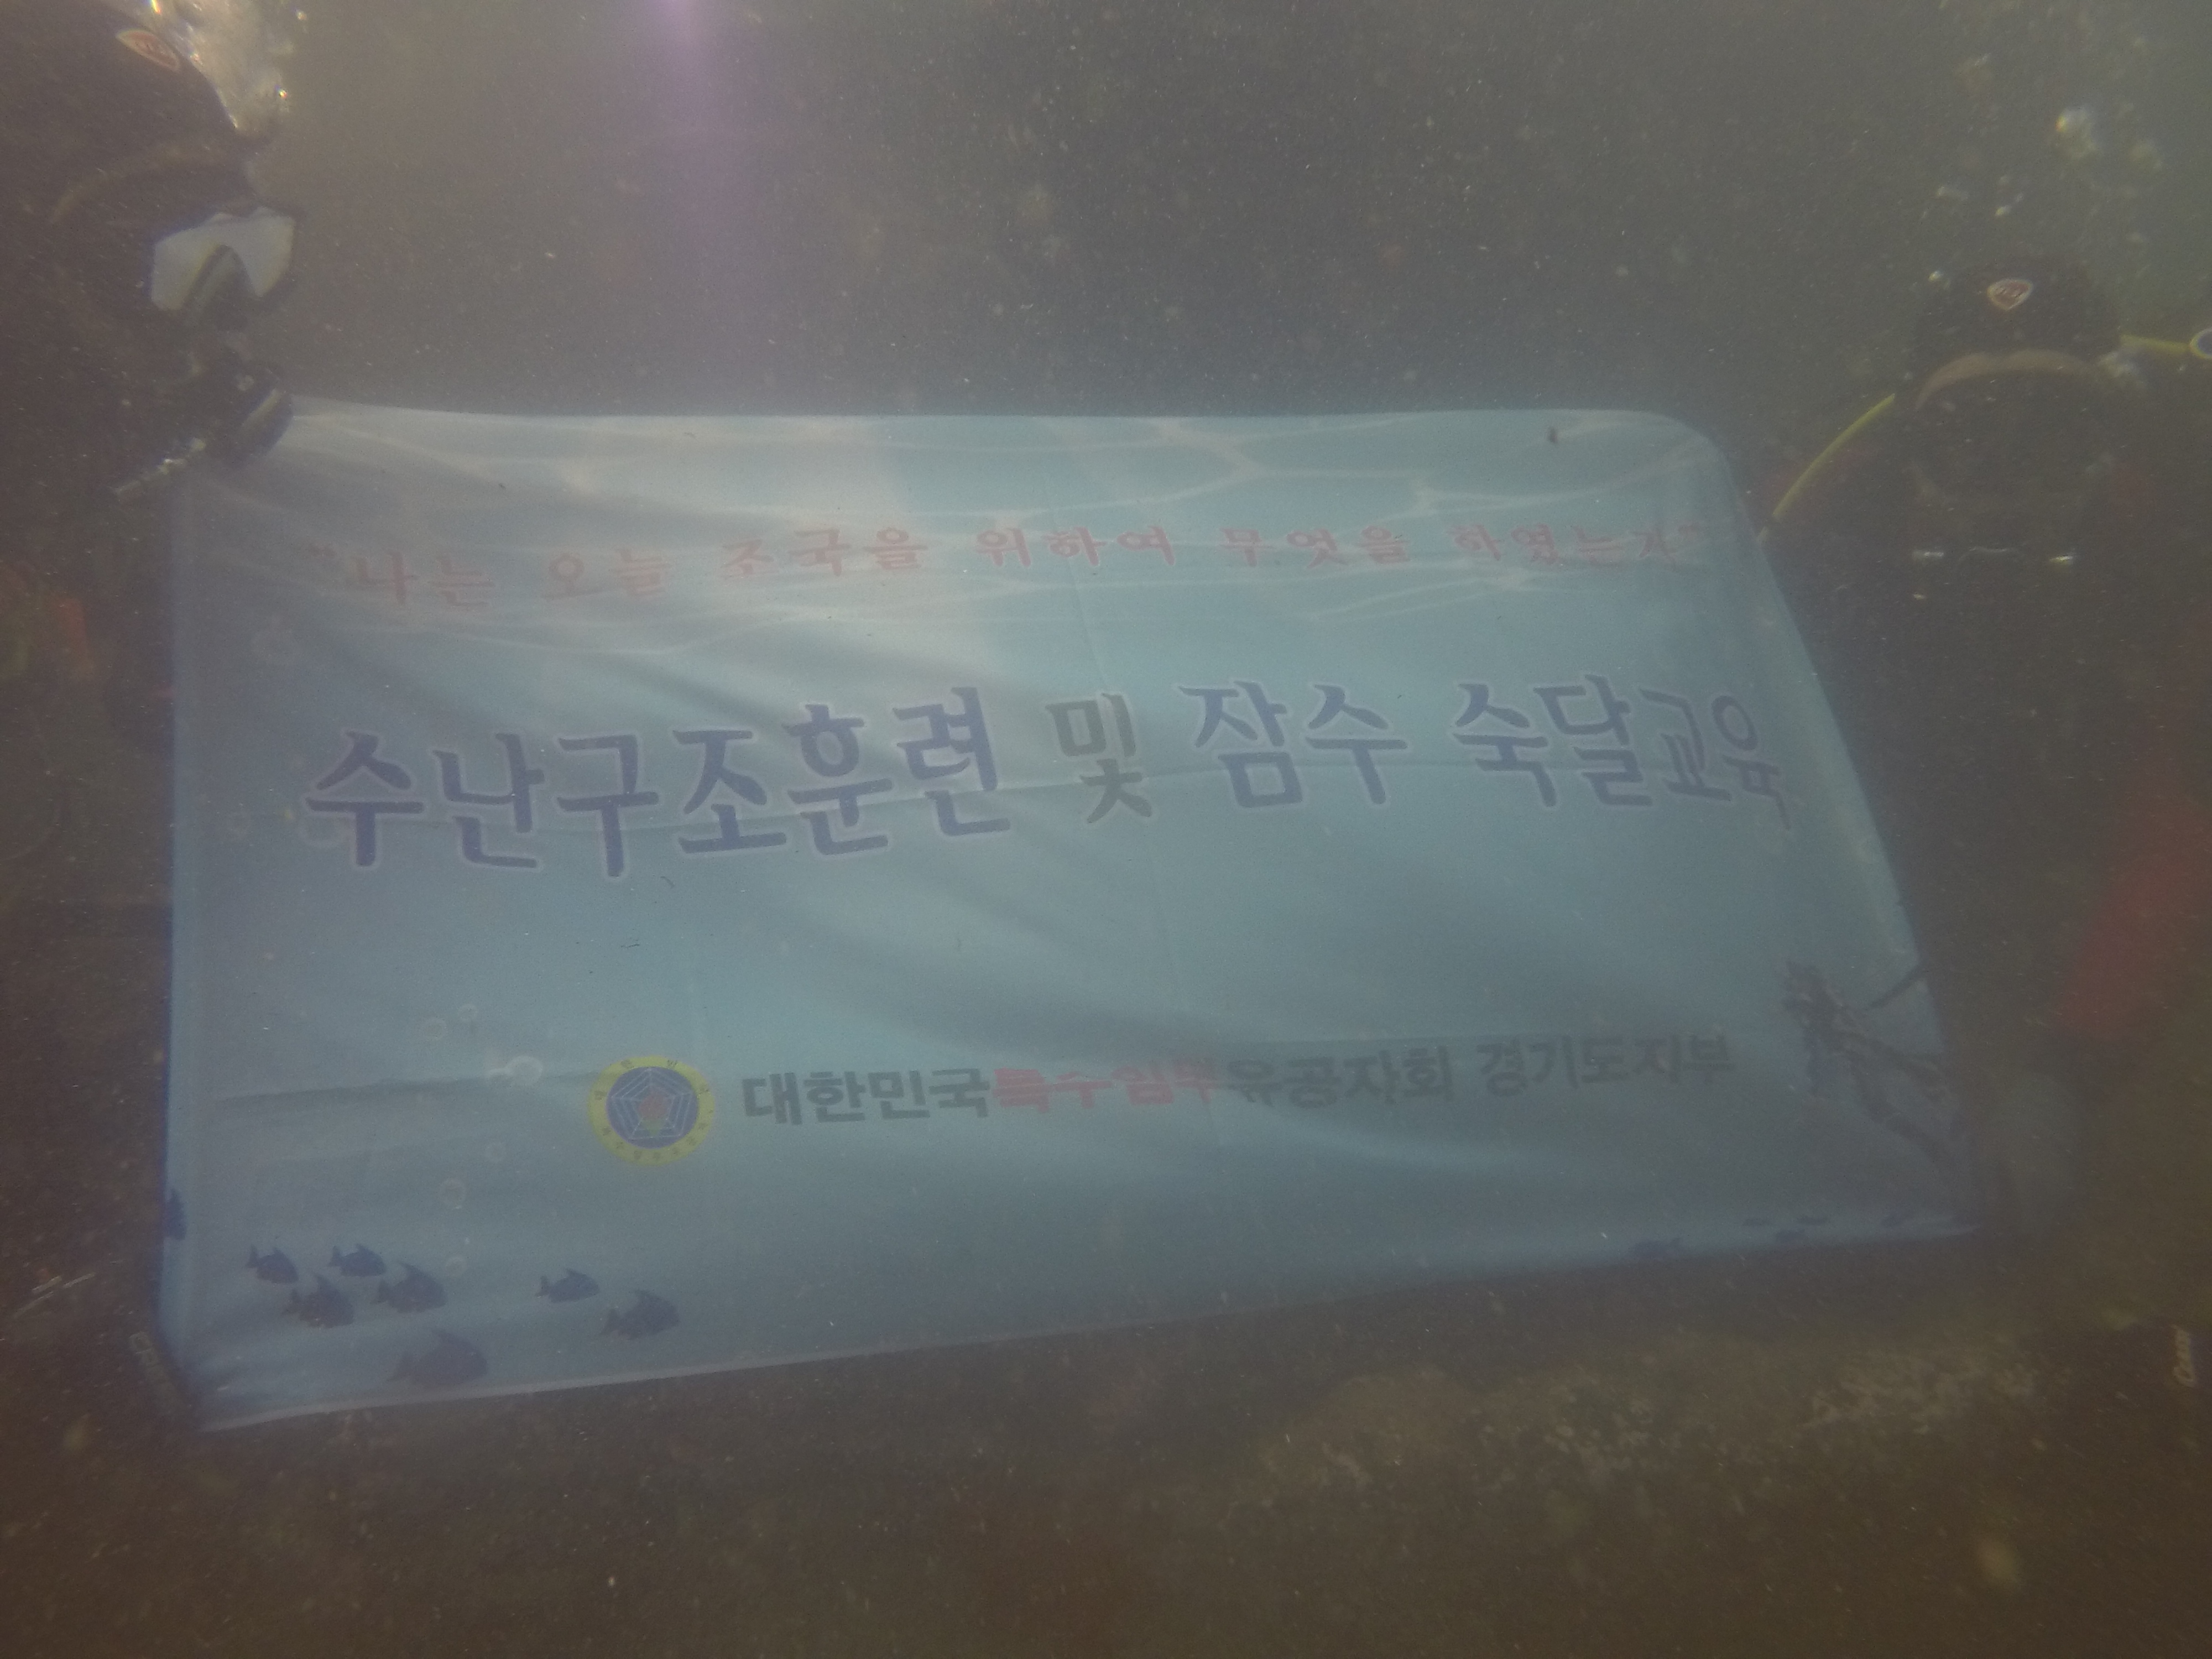 "나는 오늘 조국을 위하여 무엇을 하였는가"
수난구조훈련 및 잠수 숙달교육
대한민국특수임무유공자회 경기도지부